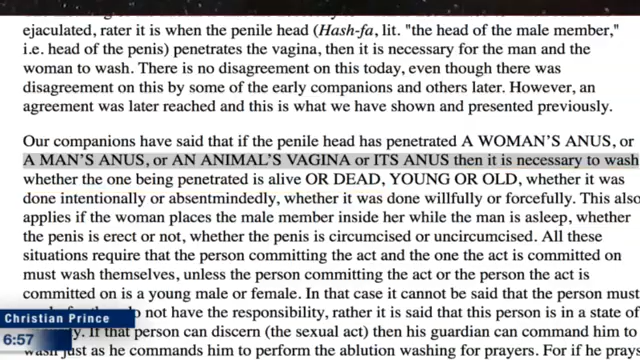 ejaculated, rater it is when the penile head (Hash-fa, lit. "the head of the male member,"
i.e. head of the penis) penetrates the vagina, then it is necessary for the man and the
woman to wash. There is no disagreement on this today, even though there was
disagreement on this by some of the early companions and others later. However, an
agreement was later reached and this is what we have shown and presented previously.
Our companions have said that if the penile head has penetrated A WOMAN'S ANUS, or
A MAN'S ANUS, or AN ANIMAL'S VAGINA or ITS ANUS then it is necessary to wash
whether the one being penetrated is alive OR DEAD, YOUNG OR OLD, whether it was
done intentionally or absentmindedly, whether it was done willfully or forcefully. This also
applies if the woman places the male member inside her while the man is asleep, whether
the penis is erect or not, whether the penis is circumcised or uncircumcised. All these
situations require that the person committing the act and the one the act is committed on
must wash themselves, unless the person committing the act or the person the act is
committed on is a young male or female. In that case it cannot be said that the person must
do not have the responsibility, rather it is said that this person is in a state of
If that person can discern (the sexual act) then his guardian can command him to
wash just as he commands him to perform the ablution washing for prayers. For if he prays
Christian Prince
6:57